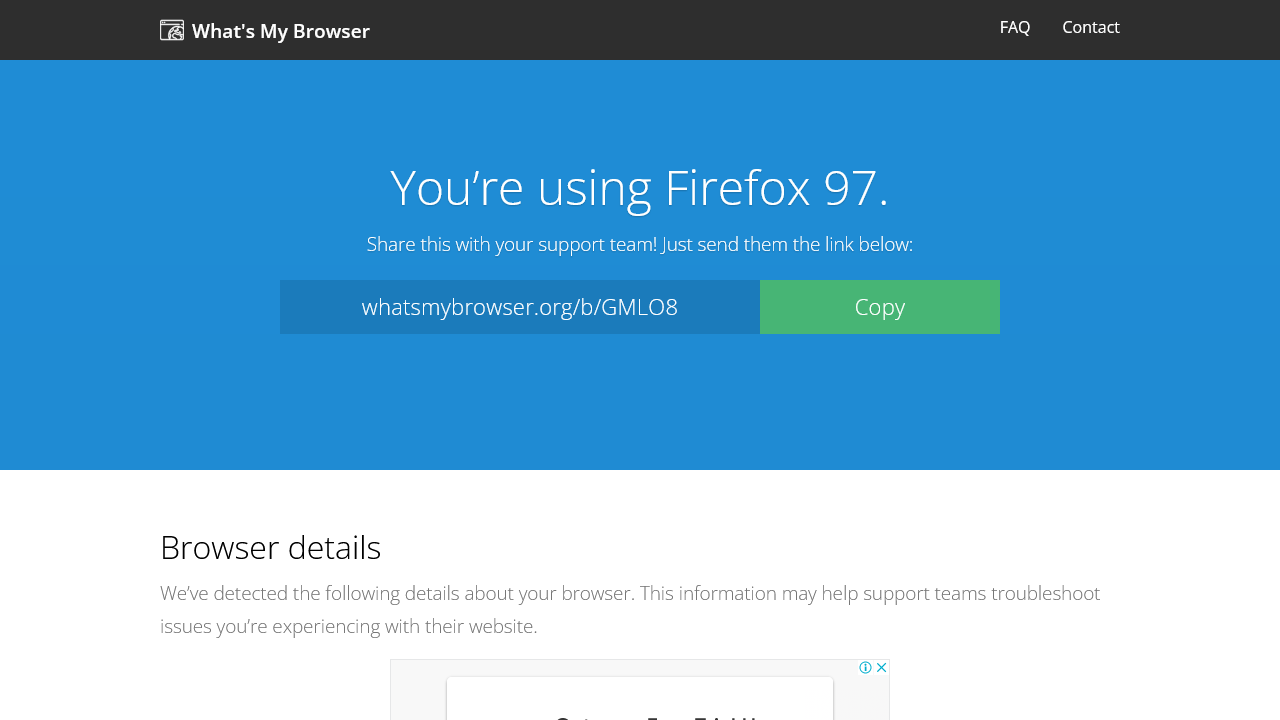 What's My Browser
FAQ
Contact
You’re using Firefox 97.
Share this with your support team! Just send them the link below:
whatsmybrowser.org/b/GMLO8
Copy
Browser details
We’ve detected the following details about your browser. This information may help support teams troubleshoot
issues you’re experiencing with their website.